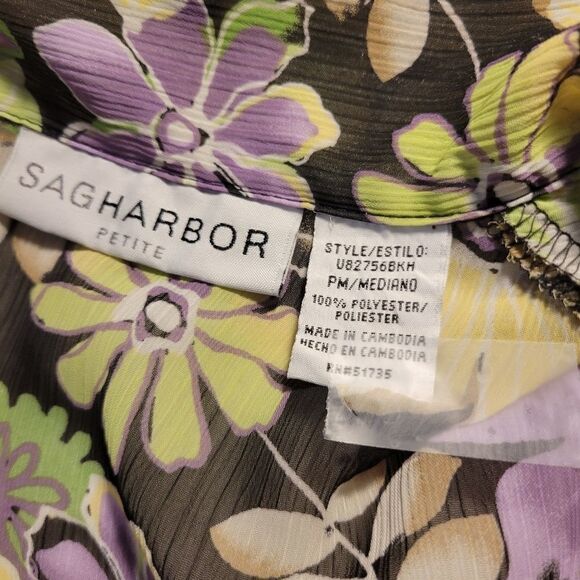 SAGHARBOR
PETITE
STYLE/ESTILO:
U82756BKH
PM/MEDIANO
100% POLYESTER/
POLIESTER
MADE IN CAMBODIA
HECHO EN CAMBODIA
RN#51735